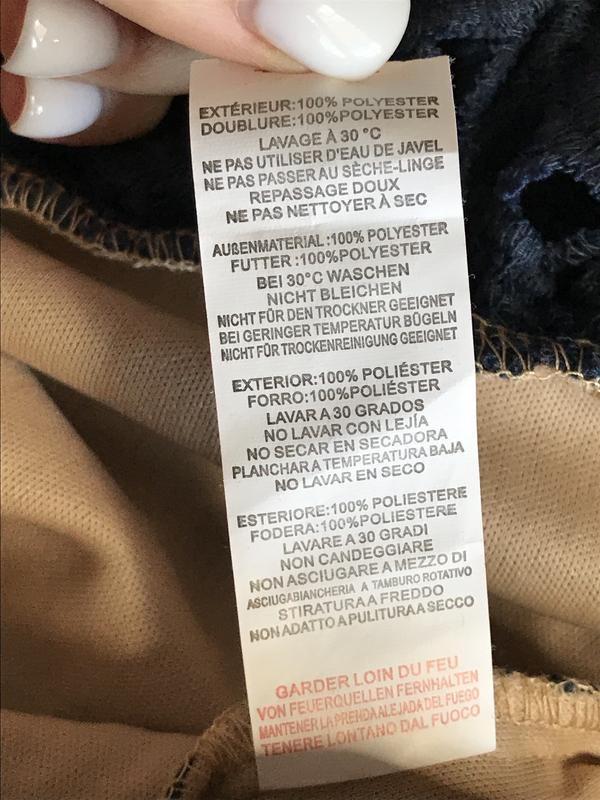 EXTÉRIEUR:100% POLYESTER
DOUBLURE:100%POLYESTER
LAVAGE À 30 °C
NE PAS UTILISER D'EAU DE JAVEL
NE PAS PASSER AU SÈCHE-LINGE
REPASSAGE DOUX
NE PAS NETTOYER À SEC
AUßENMATERIAL:100% POLYESTER
FUTTER :100%POLYESTER
BEI 30°C WASCHEN
NICHT BLEICHEN
NICHT FÜR DEN TROCKNER GEEIGNET
BEI GERINGER TEMPERATUR BÜGELN
NICHT FÜR TROCKENREINIGUNG GEEIGNET
EXTERIOR:100% POLIÉSTER
FORRO:100%POLIÉSTER
LAVAR A 30 GRADOS
NO LAVAR CON LEJÍA
NO SECAR EN SECADORA
PLANCHAR A TEMPERATURA BAJA
NO LAVAR EN SECO
ESTERIORE:100% POLIESTERE
FODERA:100%POLIESTERE
LAVARE A 30 GRADI
NON CANDEGGIARE
NON ASCIUGARE A MEZZO DI
ASCIUGABIANCHERIA A TAMBURO ROTATIVO
STIRATURA A FREDDO
NON ADATTO A PULITURA A SECCO
GARDER LOIN DU FEU
VON FEUERQUELLEN FERNHALTEN
MANTENER LA PREHDA ALEJADA DEL FUEGO
TENERE LONTANO DAL FUOCO